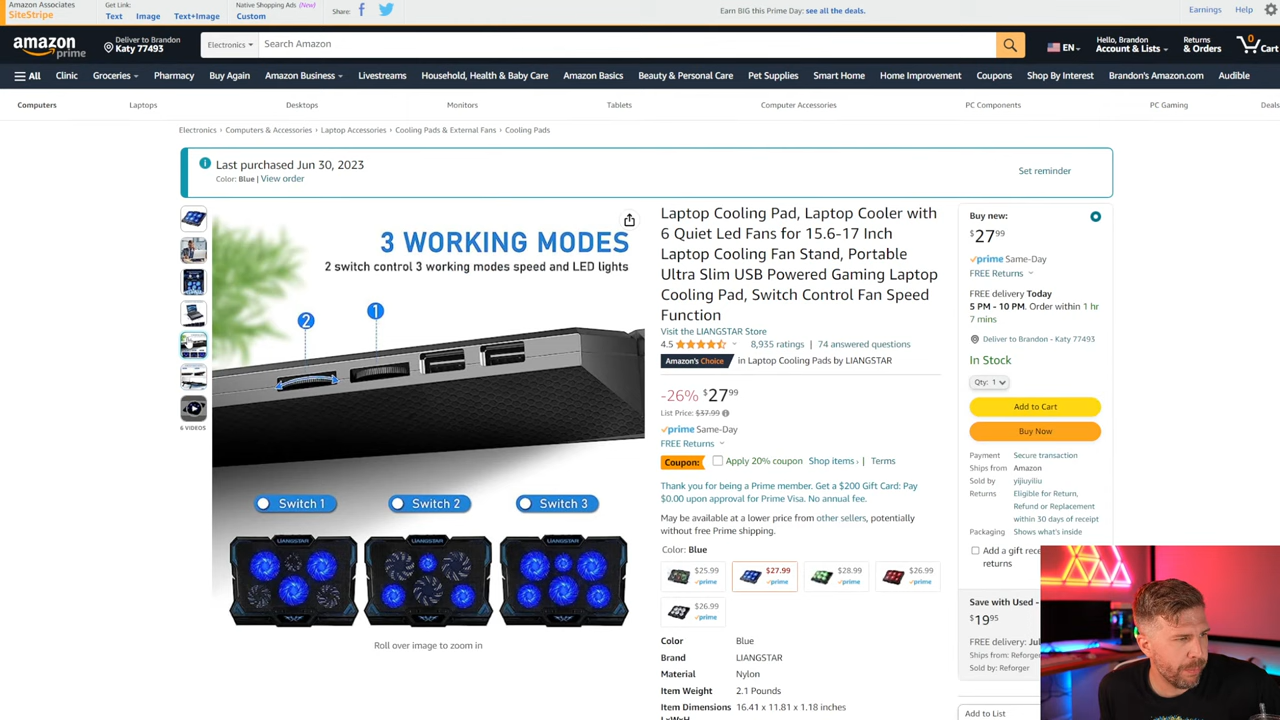 Amazon Associates
SiteStripe
Get Link:
Text Image Text+Image
Native Shopping Ads (New)
Custom
Share:
Earn BIG this Prime Day: see all the deals.
Earnings Help
amazon
prime
Deliver to Brandon
Katy 77493
Electronics
Search Amazon
EN
Hello, Brandon
Account & Lists
Returns
& Orders
0
Cart
All Clinic Groceries Pharmacy Buy Again Amazon Business Livestreams Household, Health & Baby Care Amazon Basics Beauty & Personal Care Pet Supplies Smart Home Home Improvement Coupons Shop By Interest Brandon's Amazon.com Audible
Computers Laptops Desktops Monitors Tablets Computer Accessories PC Components PC Gaming Deals
Electronics › Computers & Accessories › Laptop Accessories › Cooling Pads & External Fans › Cooling Pads
Last purchased Jun 30, 2023
Color: Blue | View order
Set reminder
6 VIDEOS
3 WORKING MODES
2 switch control 3 working modes speed and LED lights
2
1
Switch 1
Switch 2
Switch 3
LIANGSTAR
LIANGSTAR
LIANGSTAR
Roll over image to zoom in
Laptop Cooling Pad, Laptop Cooler with
6 Quiet Led Fans for 15.6-17 Inch
Laptop Cooling Fan Stand, Portable
Ultra Slim USB Powered Gaming Laptop
Cooling Pad, Switch Control Fan Speed
Function
Visit the LIANGSTAR Store
4.5 8,935 ratings | 74 answered questions
Amazon's Choice in Laptop Cooling Pads by LIANGSTAR
-26% $27 99
List Price: $37.99
prime Same-Day
FREE Returns
Coupon: Apply 20% coupon Shop items › | Terms
Thank you for being a Prime member. Get a $200 Gift Card: Pay
$0.00 upon approval for Prime Visa. No annual fee.
May be available at a lower price from other sellers, potentially
without free Prime shipping.
Color: Blue
$25.99
prime
$27.99
prime
$28.99
prime
$26.99
prime
$26.99
prime
Color Blue
Brand LIANGSTAR
Material Nylon
Item Weight 2.1 Pounds
Item Dimensions 16.41 x 11.81 x 1.18 inches
LxWxH
Buy new:
$27 99
prime Same-Day
FREE Returns
FREE delivery Today
5 PM - 10 PM. Order within 1 hr
7 mins
Deliver to Brandon - Katy 77493
In Stock
Qty: 1
Add to Cart
Buy Now
Payment Secure transaction
Ships from Amazon
Sold by yijiuyiliu
Returns Eligible for Return,
Refund or Replacement
within 30 days of receipt
Packaging Shows what's inside
Add a gift rece
returns
Save with Used -
$19 95
FREE delivery: Jul
Ships from: Reforger
Sold by: Reforger
Add to List